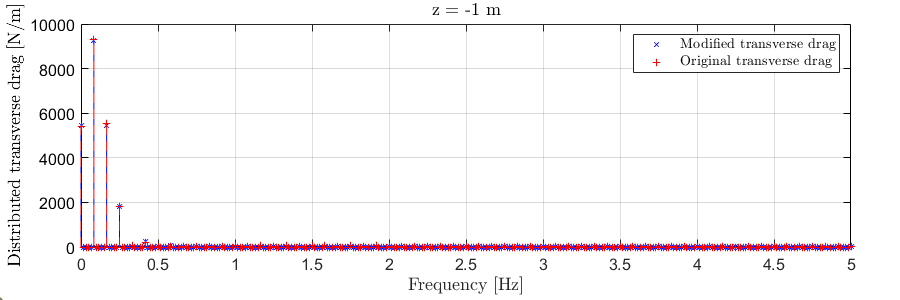 z = -1 m
Distributed transverse drag [N/m]
10000
8000
6000
4000
2000
0
Modified transverse drag
Original transverse drag
0 0.5 1 1.5 2 2.5 3 3.5 4 4.5 5
Frequency [Hz]